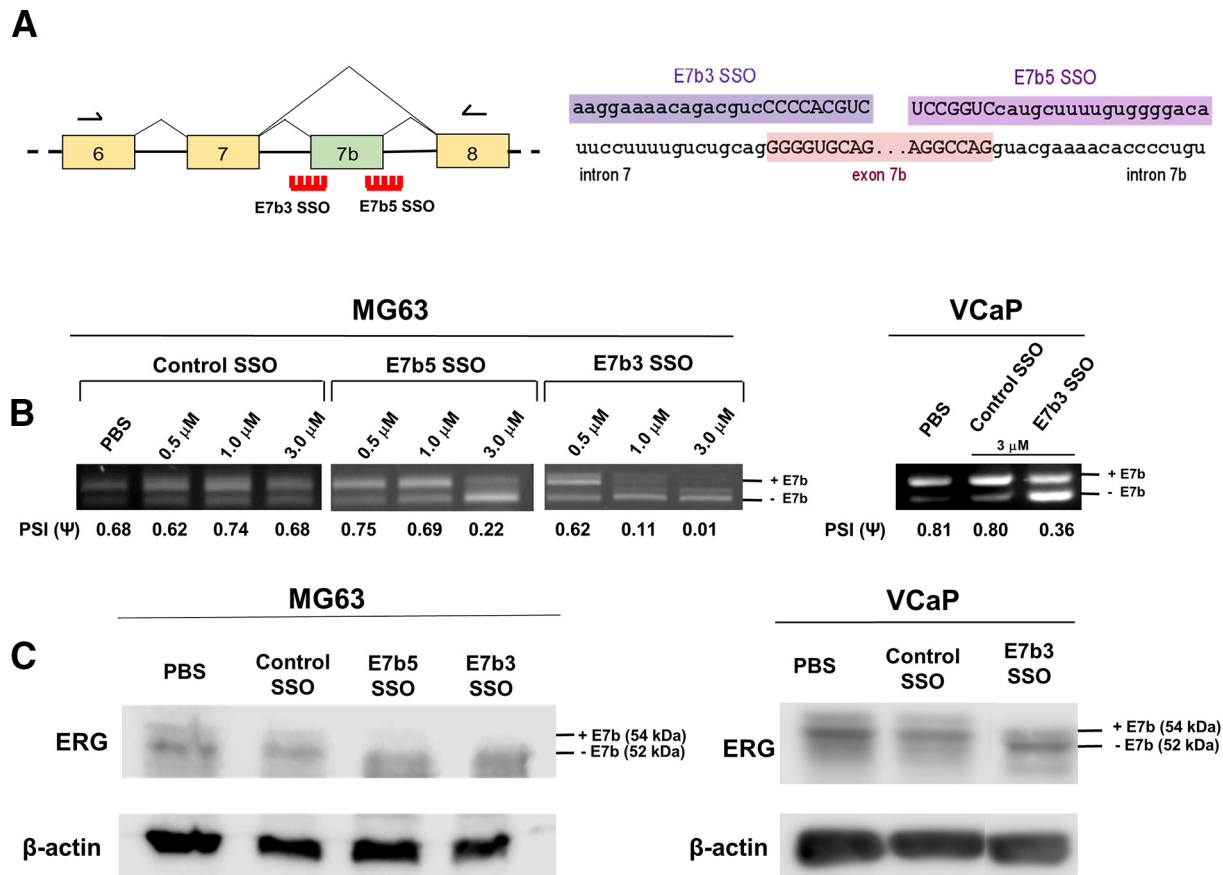 A
6 7 7b 8
E7b3 SSO E7b5 SSO
E7b3 SSO E7b5 SSO
aaggaaaacagacgucCCCCACGUC UCCGGUCcaugcuuuuguggggaca
uuccuuuugucugcagGGGGUGCAG...AGGCCAGguacgaaaacaccccugu
intron 7 exon 7b intron 7b
B
MG63
Control SSO E7b5 SSO E7b3 SSO
PBS 0.5 μM 1.0 μM 3.0 μM 0.5 μM 1.0 μM 3.0 μM 0.5 μM 1.0 μM 3.0 μM
+ E7b
- E7b
PSI (Ψ) 0.68 0.62 0.74 0.68 0.75 0.69 0.22 0.62 0.11 0.01
VCaP
PBS Control SSO E7b3 SSO
3 μM
+ E7b
- E7b
PSI (Ψ) 0.81 0.80 0.36
C
MG63
PBS Control SSO E7b5 SSO E7b3 SSO
ERG
+ E7b (54 kDa)
- E7b (52 kDa)
β-actin
VCaP
PBS Control SSO E7b3 SSO
ERG
+ E7b (54 kDa)
- E7b (52 kDa)
β-actin